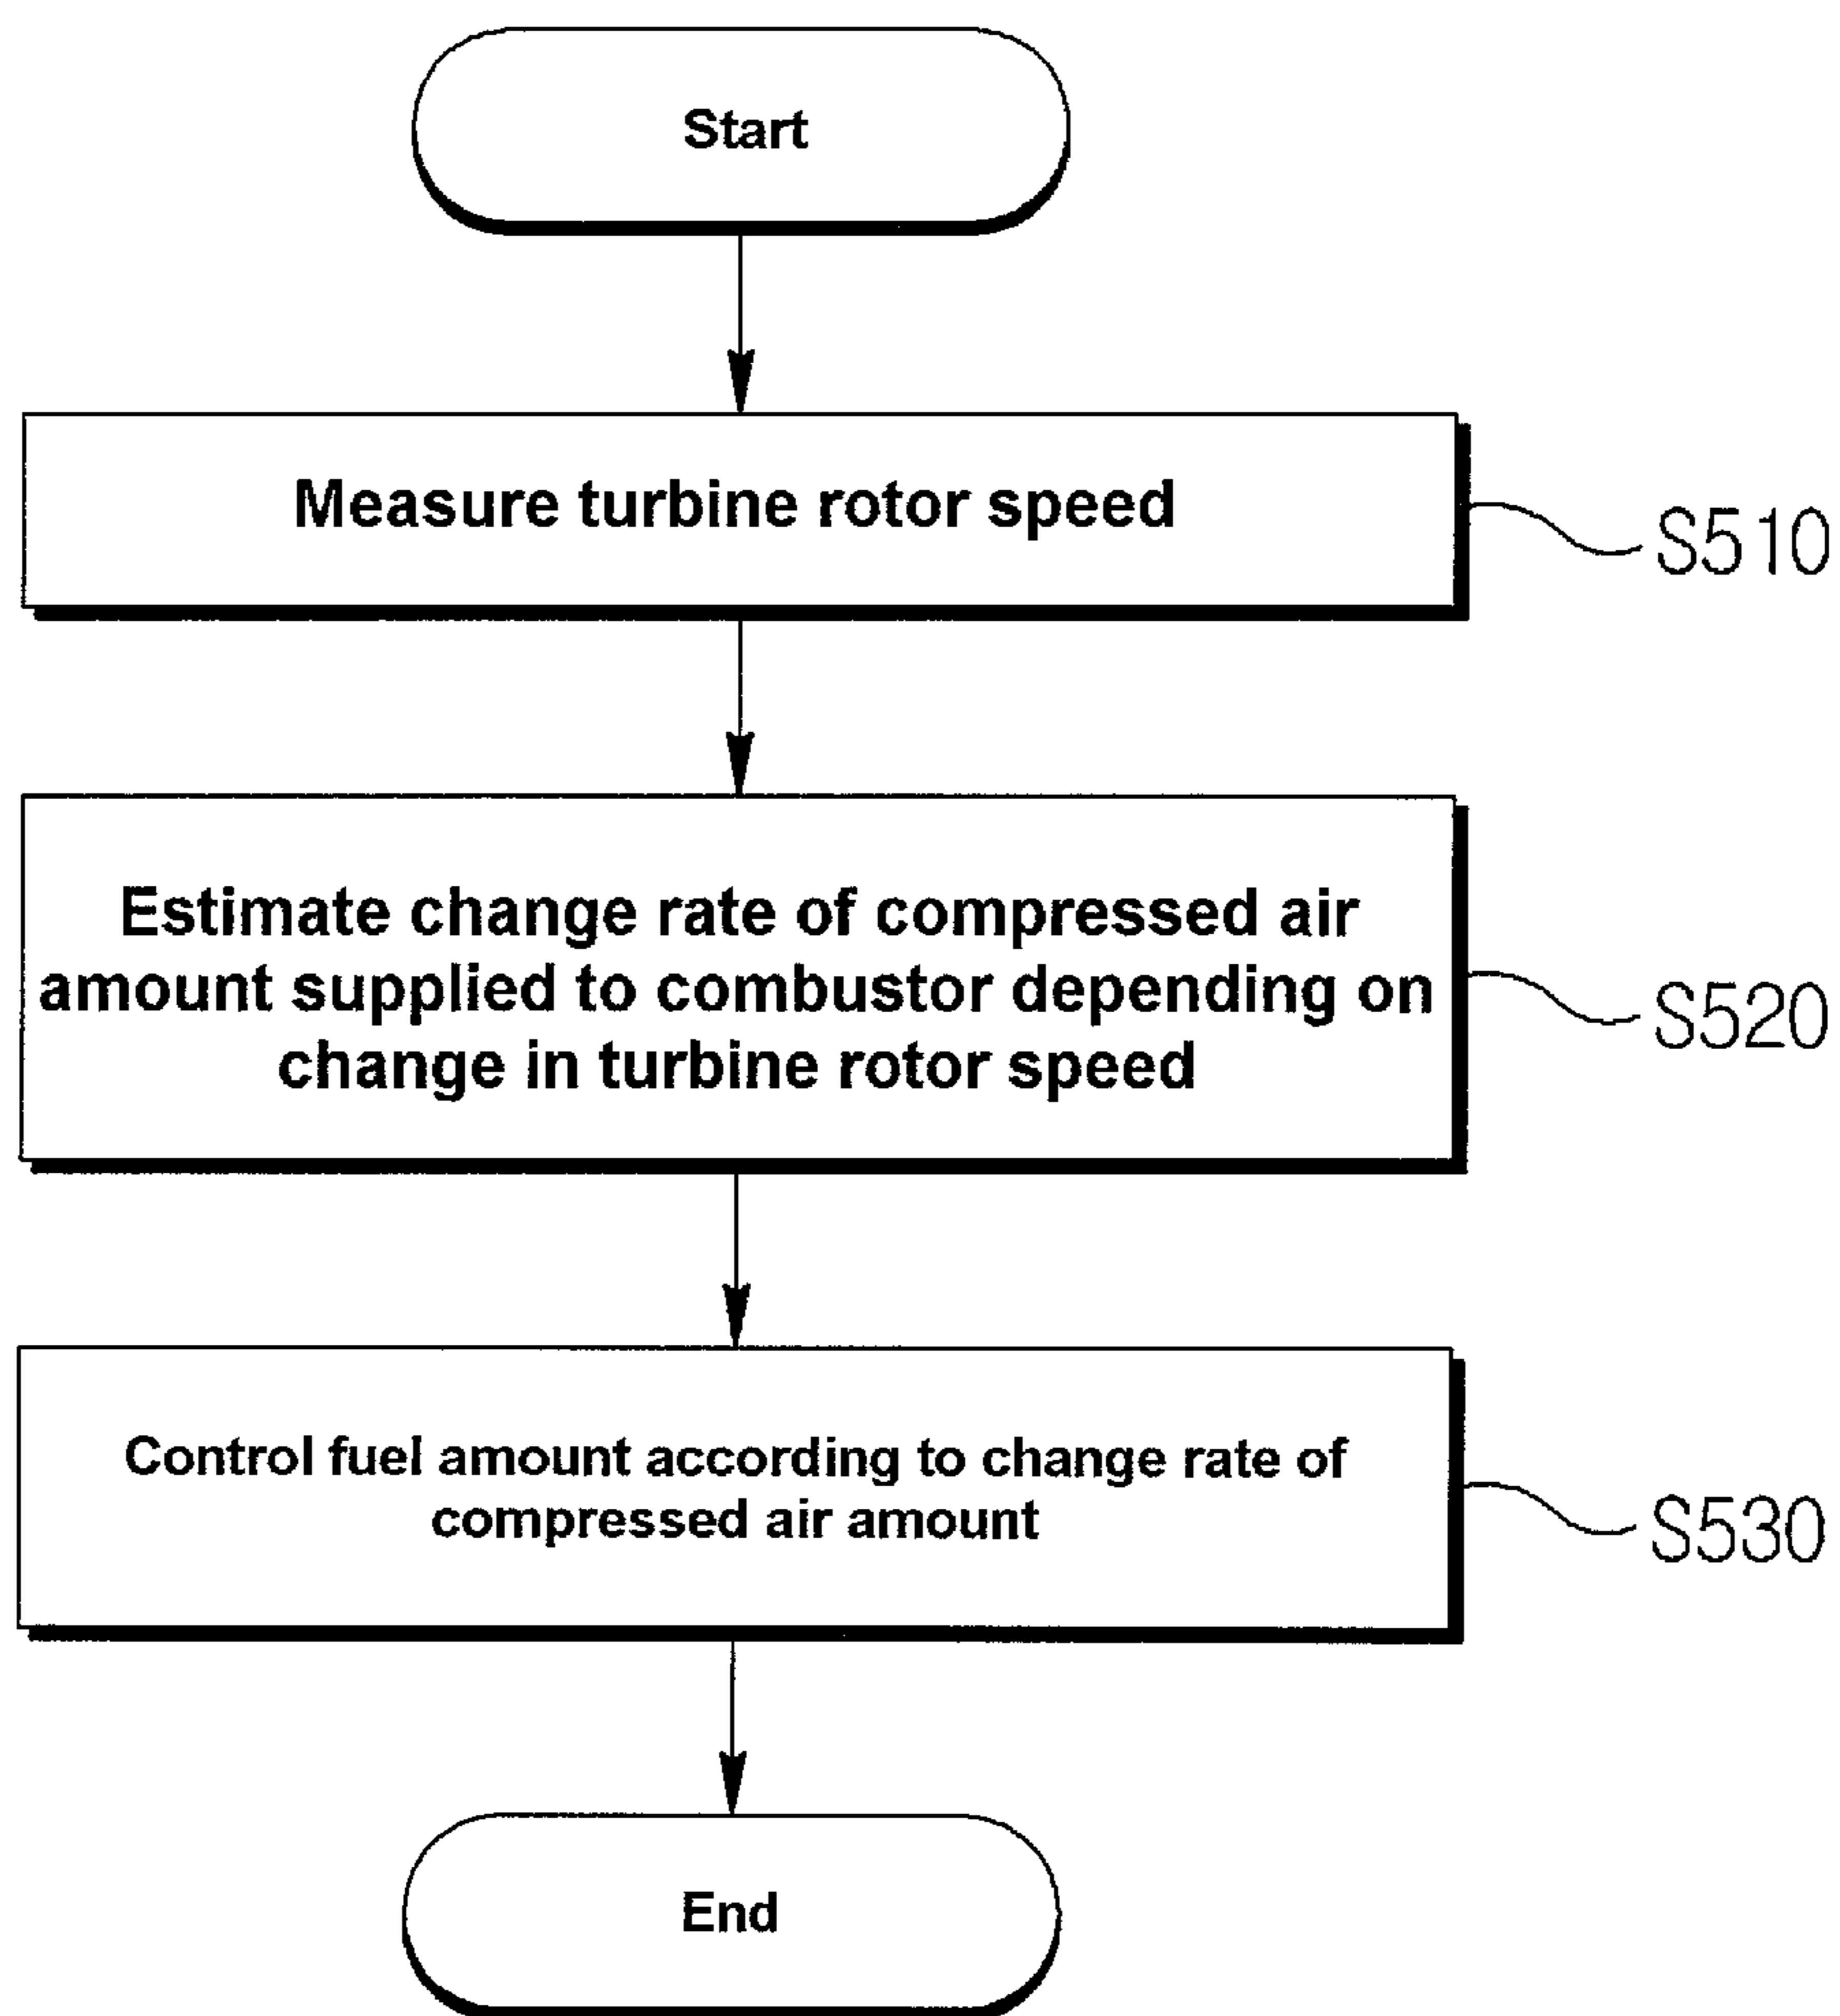 Start
Measure turbine rotor speed
S510
Estimate change rate of compressed air
amount supplied to combustor depending on
change in turbine rotor speed
S520
Control fuel amount according to change rate of
compressed air amount
S530
End